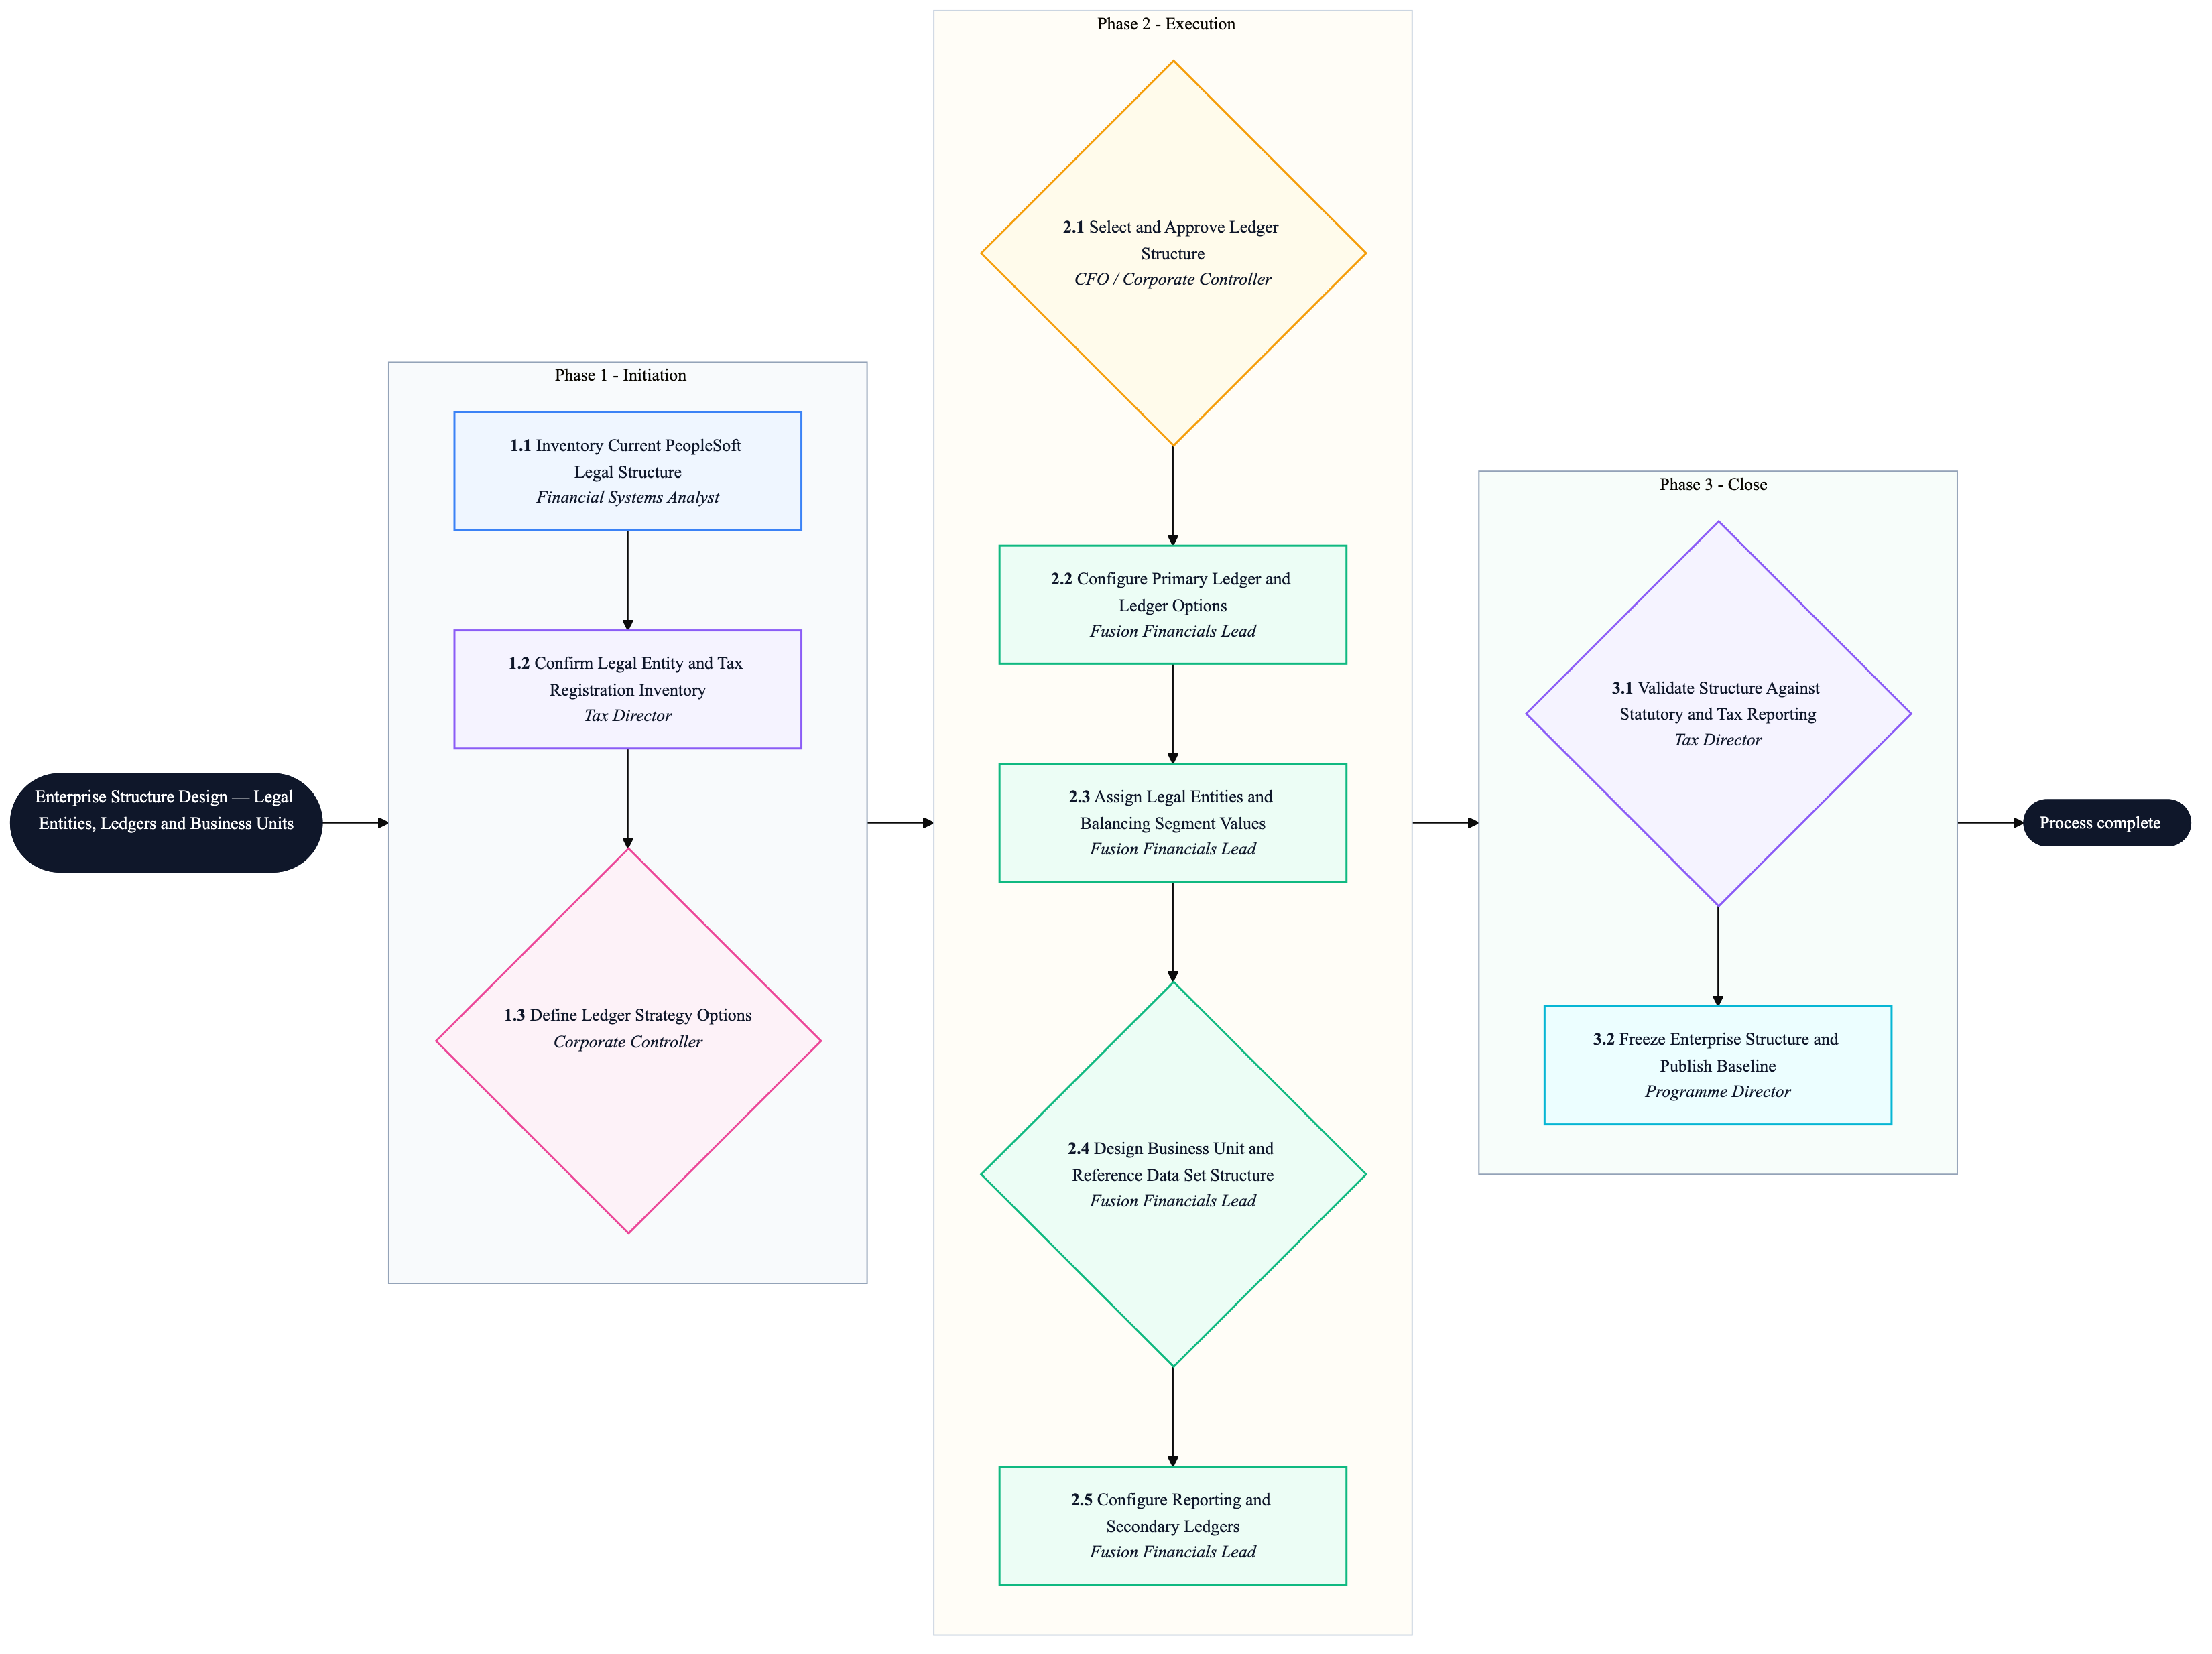 Enterprise Structure Design — Legal
Entities, Ledgers and Business Units
Phase 1 - Initiation
1.1 Inventory Current PeopleSoft
Legal Structure
Financial Systems Analyst
1.2 Confirm Legal Entity and Tax
Registration Inventory
Tax Director
1.3 Define Ledger Strategy Options
Corporate Controller
Phase 2 - Execution
2.1 Select and Approve Ledger
Structure
CFO / Corporate Controller
2.2 Configure Primary Ledger and
Ledger Options
Fusion Financials Lead
2.3 Assign Legal Entities and
Balancing Segment Values
Fusion Financials Lead
2.4 Design Business Unit and
Reference Data Set Structure
Fusion Financials Lead
2.5 Configure Reporting and
Secondary Ledgers
Fusion Financials Lead
Phase 3 - Close
3.1 Validate Structure Against
Statutory and Tax Reporting
Tax Director
3.2 Freeze Enterprise Structure and
Publish Baseline
Programme Director
Process complete